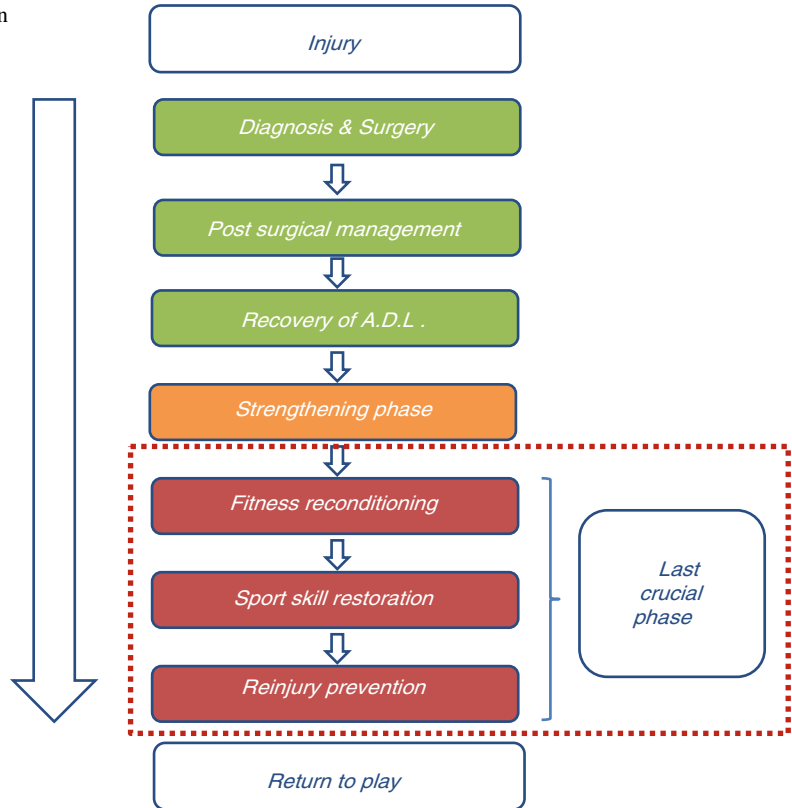 n
Injury
Diagnosis & Surgery
Post surgical management
Recovery of A.D.L .
Strengthening phase
Fitness reconditioning
Sport skill restoration
Reinjury prevention
Last
crucial
phase
Return to play